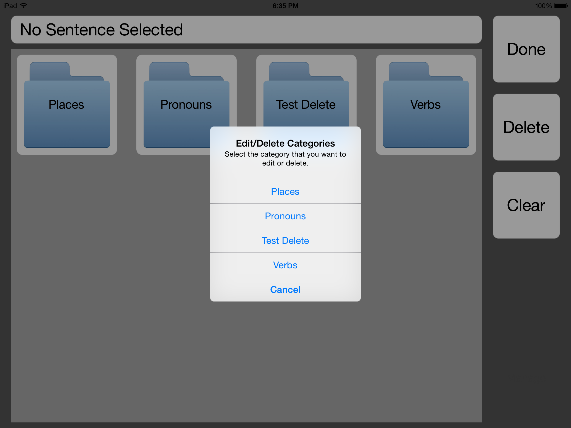 iPad 6:35 PM 100%
No Sentence Selected
Done
Places Pronouns Test Delete Verbs
Delete
Edit/Delete Categories
Select the category that you want to
edit or delete.
Places
Clear
Pronouns
Test Delete
Verbs
Cancel